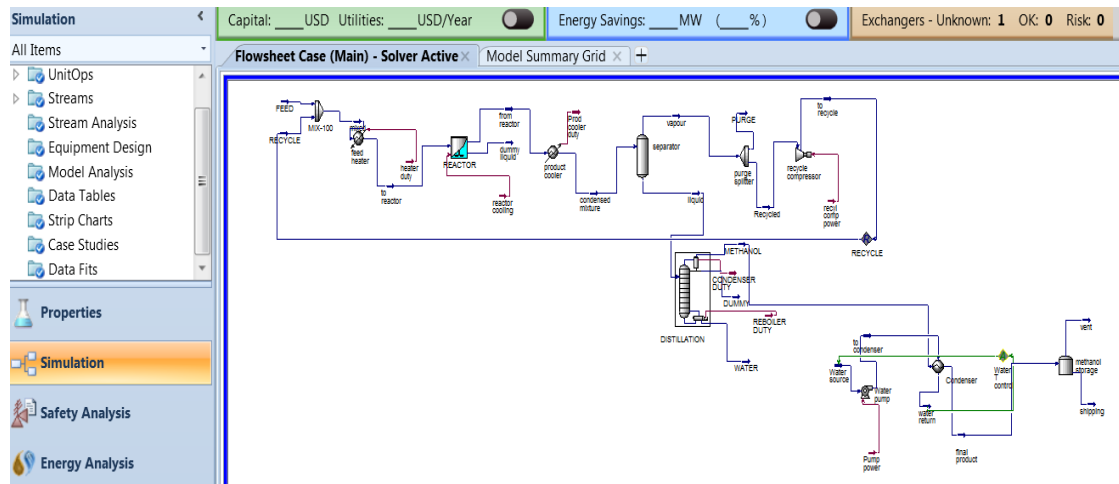 Simulation
Capital: ____USD Utilities: ____USD/Year
Energy Savings: ____MW (____%)
Exchangers - Unknown: 1 OK: 0 Risk: 0
All Items
Flowsheet Case (Main) - Solver Active
Model Summary Grid
UnitOps
Streams
Stream Analysis
Equipment Design
Model Analysis
Data Tables
Strip Charts
Case Studies
Data Fits
Properties
Simulation
Safety Analysis
Energy Analysis
FEED
RECYCLE
MIX-100
feed
heater
heater
duty
to
reactor
from
reactor
REACTOR
dummy
liquid
reactor
cooling
Prod
cooler
duty
product
cooler
condensed
mixture
separator
vapour
liquid
PURGE
purge
splitter
Recycled
to
recycle
recycle
compressor
recyl
comp
power
RECYCLE
METHANOL
CONDENSER
DUTY
DUMMY
REBOILER
DUTY
DISTILLATION
WATER
to
condenser
Water
source
Water
pump
Pump
power
Condenser
water
return
Water
T
control
final
product
vent
methanol
storage
shipping